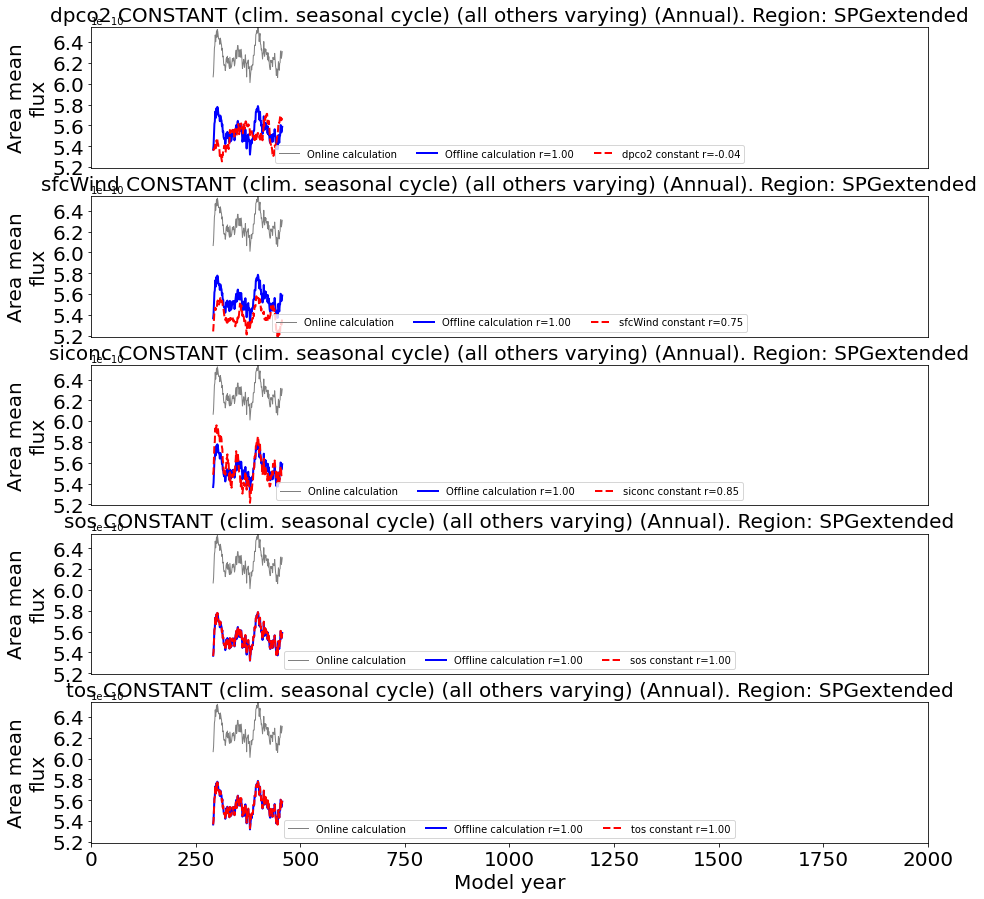 dpco2 CONSTANT (clim. seasonal cycle) (all others varying) (Annual). Region: SPGextended
1e−10
6.4
6.2
6.0
5.8
5.6
5.4
5.2
Area mean
flux
Online calculation
Offline calculation r=1.00
dpco2 constant r=-0.04
sfcWind CONSTANT (clim. seasonal cycle) (all others varying) (Annual). Region: SPGextended
1e−10
6.4
6.2
6.0
5.8
5.6
5.4
5.2
Area mean
flux
Online calculation
Offline calculation r=1.00
sfcWind constant r=0.75
siconc CONSTANT (clim. seasonal cycle) (all others varying) (Annual). Region: SPGextended
1e−10
6.4
6.2
6.0
5.8
5.6
5.4
5.2
Area mean
flux
Online calculation
Offline calculation r=1.00
siconc constant r=0.85
sos CONSTANT (clim. seasonal cycle) (all others varying) (Annual). Region: SPGextended
1e−10
6.4
6.2
6.0
5.8
5.6
5.4
5.2
Area mean
flux
Online calculation
Offline calculation r=1.00
sos constant r=1.00
tos CONSTANT (clim. seasonal cycle) (all others varying) (Annual). Region: SPGextended
1e−10
6.4
6.2
6.0
5.8
5.6
5.4
5.2
Area mean
flux
Online calculation
Offline calculation r=1.00
tos constant r=1.00
0 250 500 750 1000 1250 1500 1750 2000
Model year